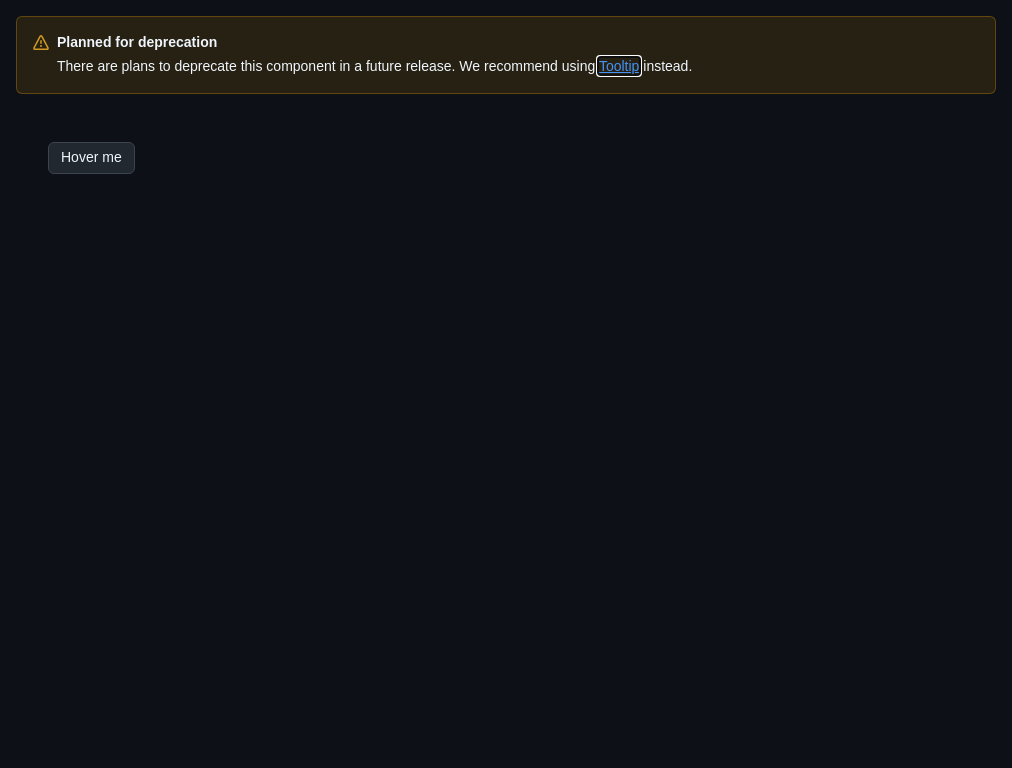 Planned for deprecation
There are plans to deprecate this component in a future release. We recommend using Tooltip instead.
Hover me